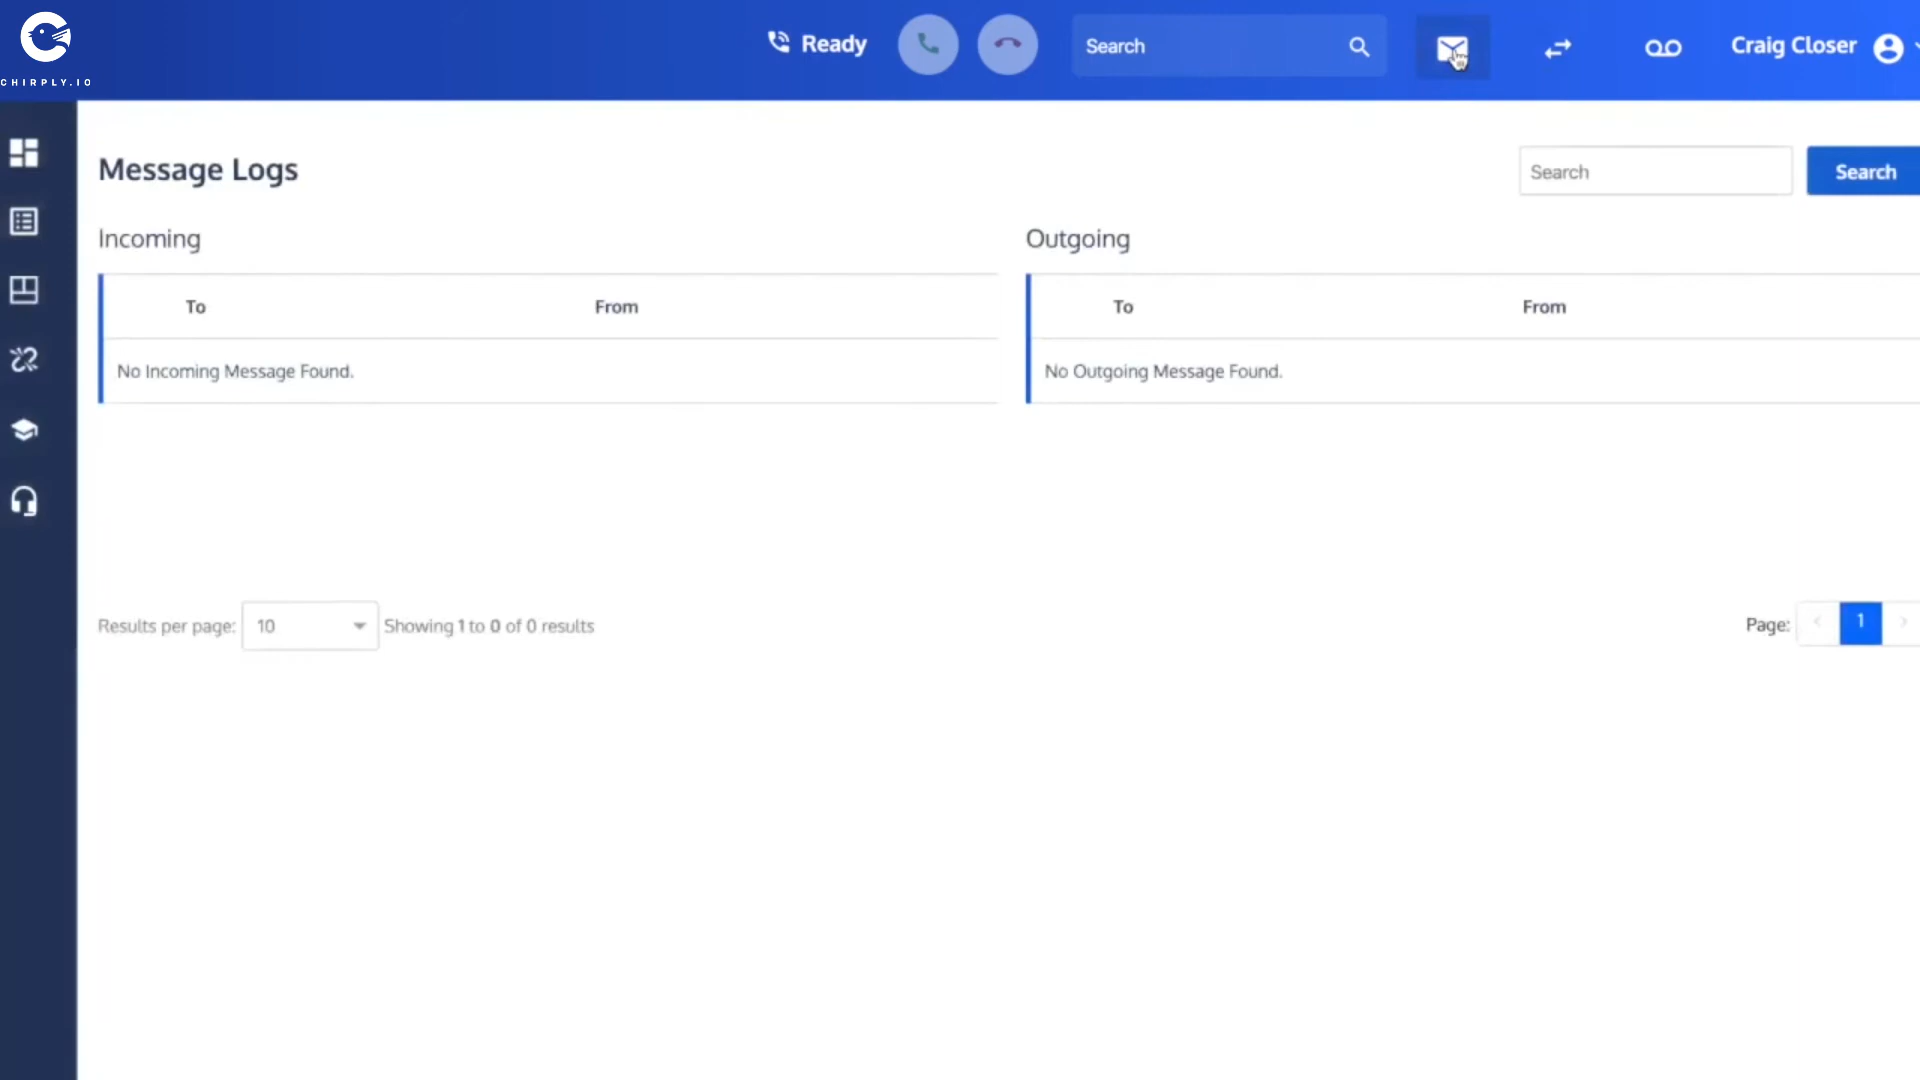 CHIRPLY.IO
Ready
Search
Craig Closer
Message Logs
Search
Search
Incoming
To From
No Incoming Message Found.
Outgoing
To From
No Outgoing Message Found.
Results per page: 10 Showing 1 to 0 of 0 results
Page: < 1 >